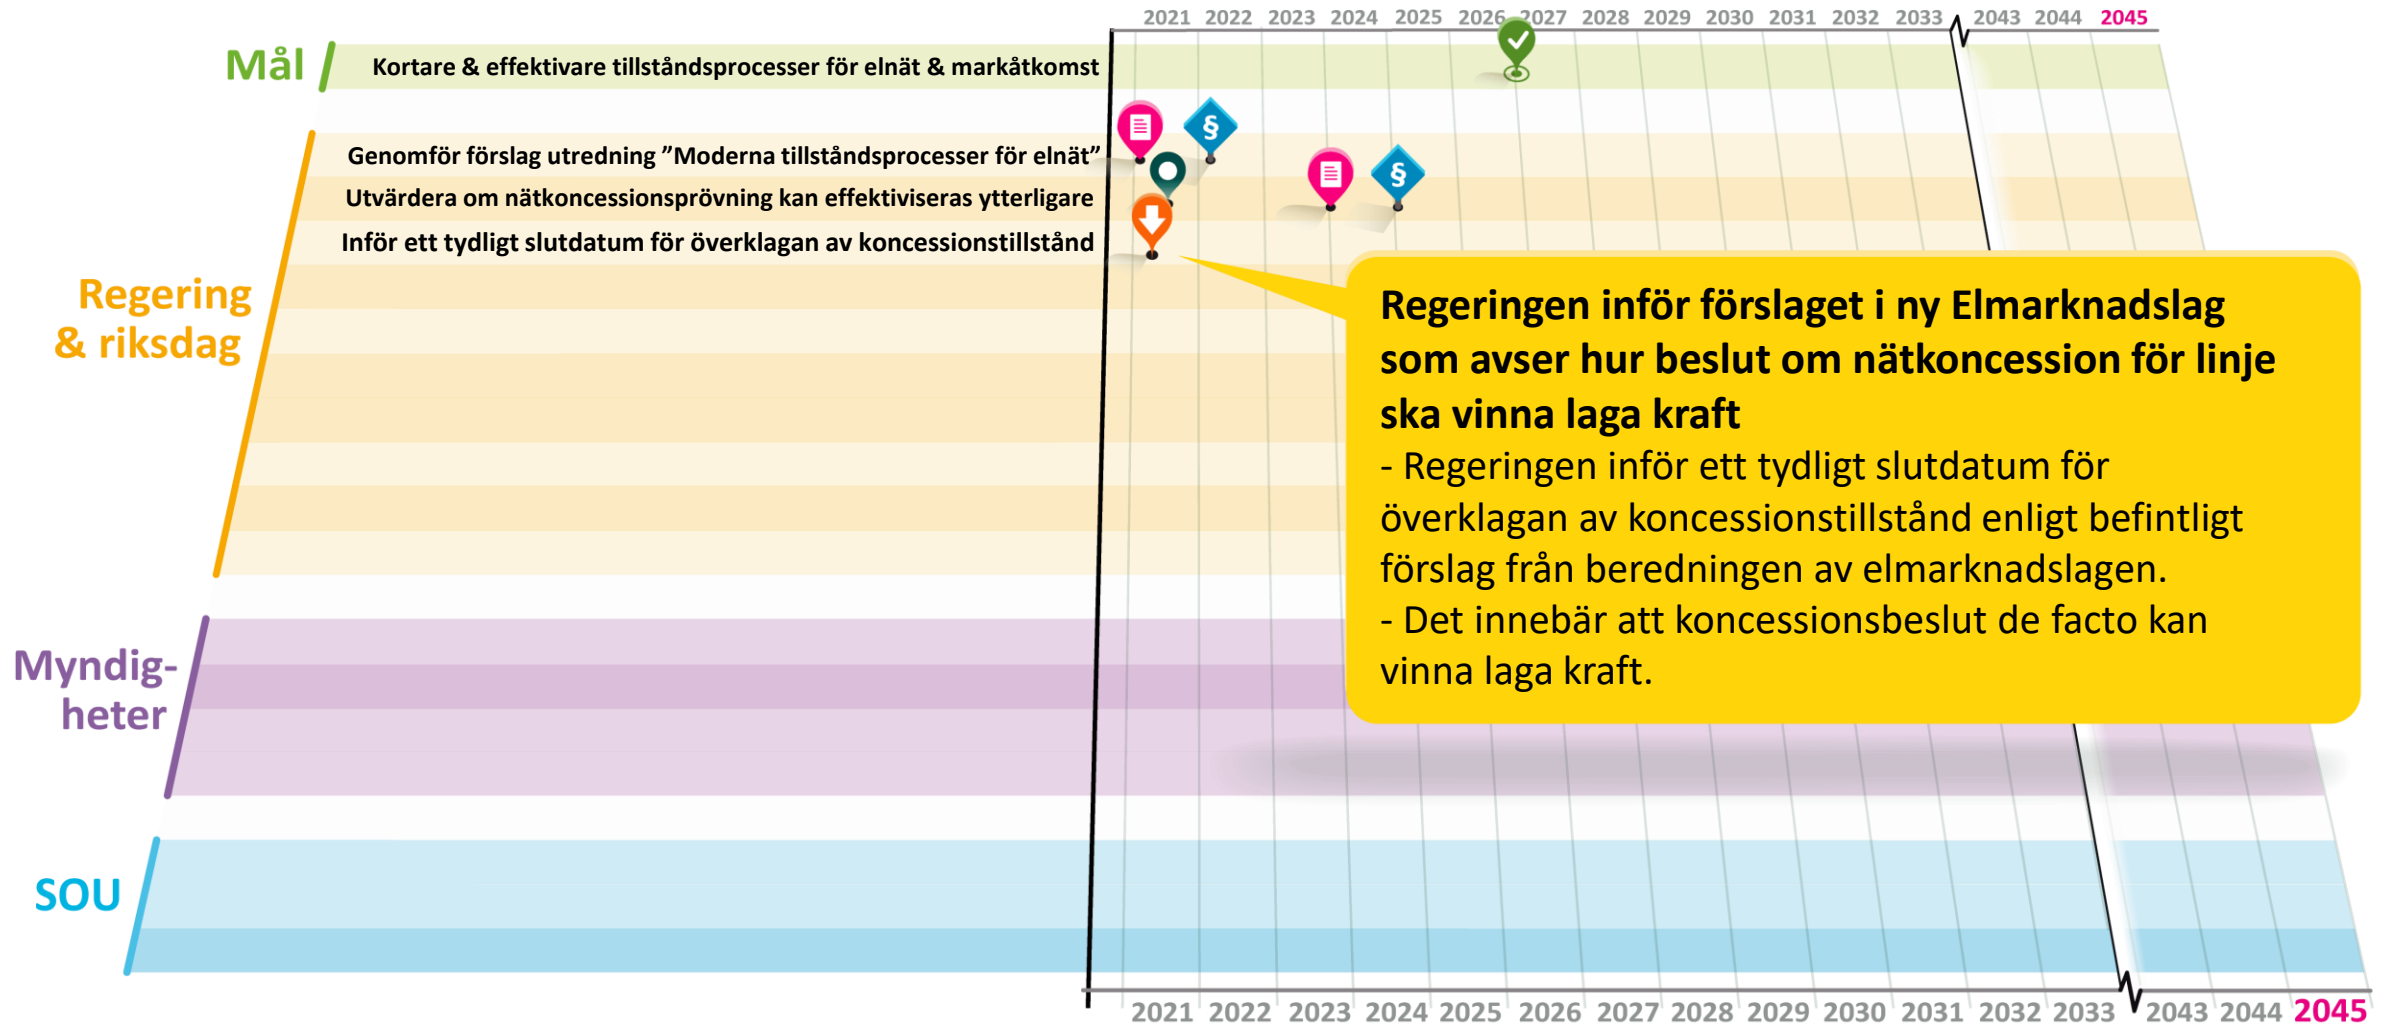 2021 2022 2023 2024 2025 2026 2027 2028 2029 2030 2031 2032 2033 2043 2044 2045
Mål
Kortare & effektivare tillståndsprocesser för elnät & markåtkomst
Genomför förslag utredning ”Moderna tillståndsprocesser för elnät”
§
Utvärdera om nätkoncessionsprövning kan effektiviseras ytterligare
§
Inför ett tydligt slutdatum för överklagan av koncessionstillstånd
Regering
& riksdag
Regeringen inför förslaget i ny Elmarknadslag
som avser hur beslut om nätkoncession för linje
ska vinna laga kraft
- Regeringen inför ett tydligt slutdatum för
överklagan av koncessionstillstånd enligt befintligt
förslag från beredningen av elmarknadslagen.
- Det innebär att koncessionsbeslut de facto kan
vinna laga kraft.
Myndig-
heter
SOU
2021 2022 2023 2024 2025 2026 2027 2028 2029 2030 2031 2032 2033 2043 2044 2045